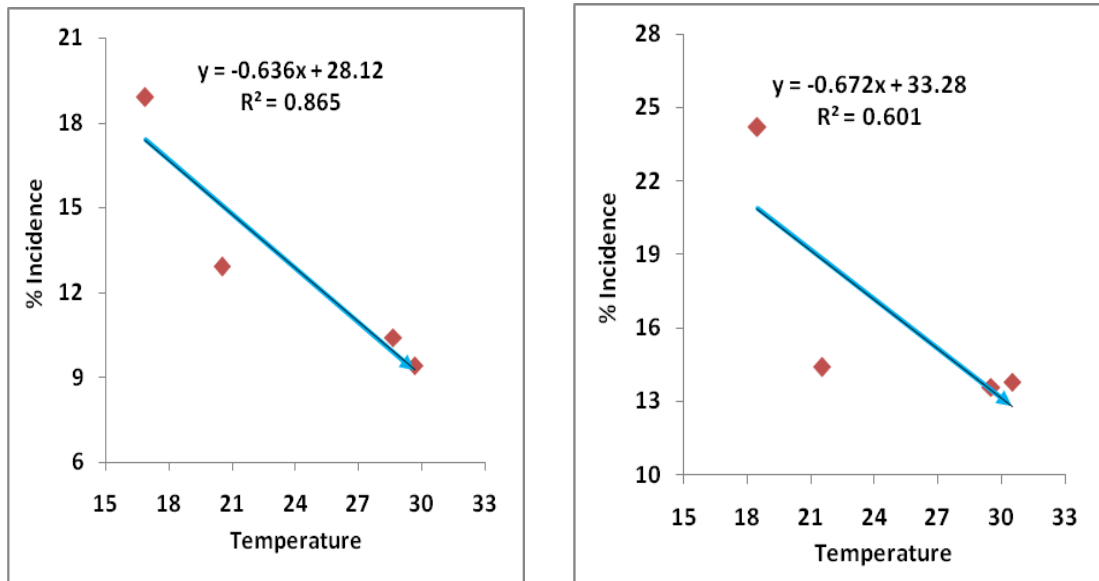 21
18
15
12
9
6
% Incidence
y = -0.636x + 28.12
R² = 0.865
15 18 21 24 27 30 33
Temperature
28
25
22
19
16
13
10
% Incidence
y = -0.672x + 33.28
R² = 0.601
15 18 21 24 27 30 33
Temperature